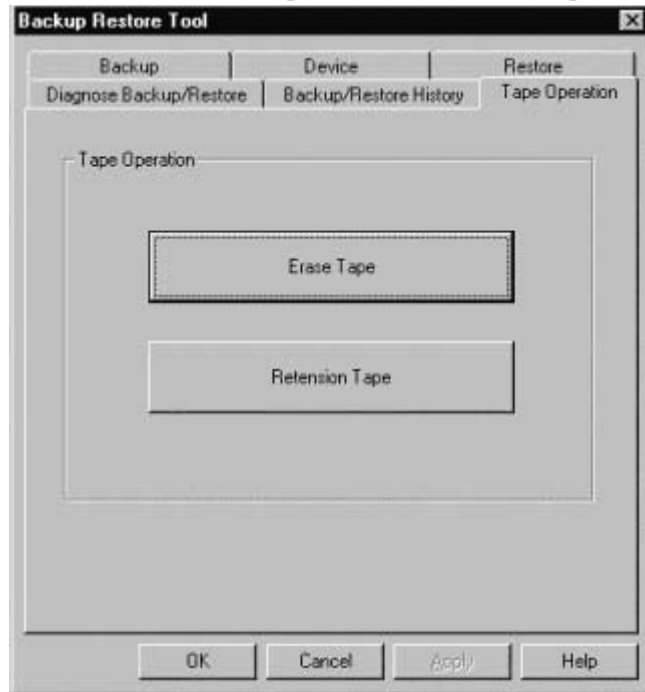 Backup Restore Tool
Backup Device Restore
Diagnose Backup/Restore Backup/Restore History Tape Operation
Tape Operation
Erase Tape
Retension Tape
OK Cancel Apply Help